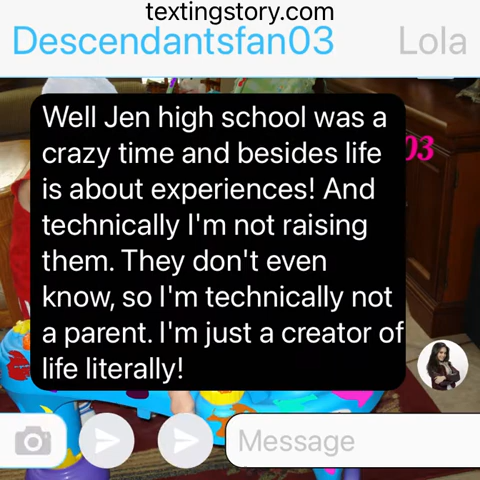 textingstory.com
Descendantsfan03 Lola
Well Jen high school was a
crazy time and besides life
is about experiences! And
technically I'm not raising
them. They don't even
know, so I'm technically not
a parent. I'm just a creator of
life literally!
03
Message